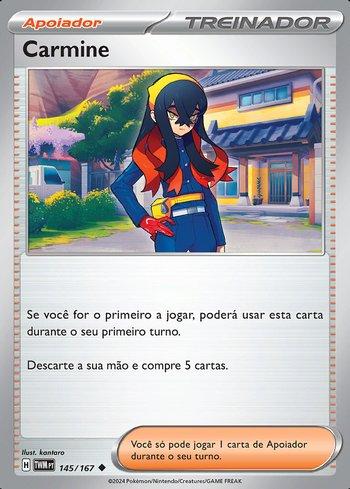 Apoiador
TREINADOR
Carmine
Se você for o primeiro a jogar, poderá usar esta carta
durante o seu primeiro turno.
Descarte a sua mão e compre 5 cartas.
Ilust. kantaro
H TWM PT 145/167
Você só pode jogar 1 carta de Apoiador
durante o seu turno.
©2024 Pokémon/Nintendo/Creatures/GAME FREAK